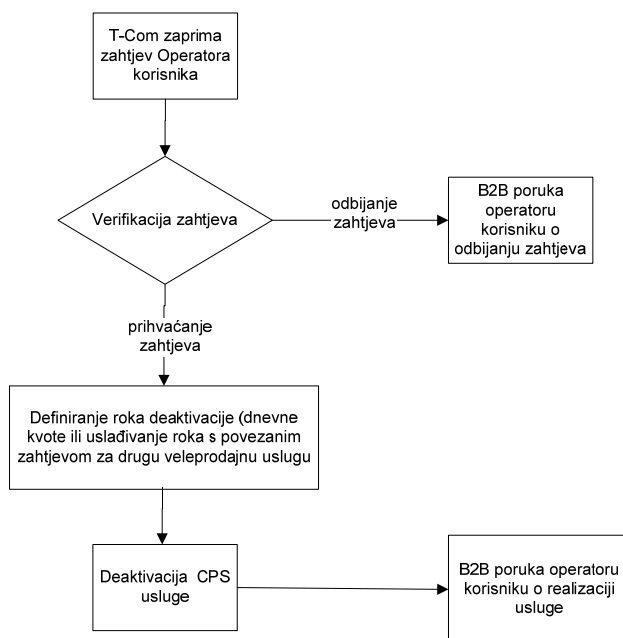 T-Com zaprima
zahtjev Operatora
korisnika
Verifikacija zahtjeva
odbijanje
zahtjeva
B2B poruka
operatoru
korisniku o
odbijanju zahtjeva
prihvaćanje
zahtjeva
Definiranje roka deaktivacije (dnevne
kvote ili uslađivanje roka s povezanim
zahtjevom za drugu veleprodajnu uslugu
Deaktivacija CPS
usluge
B2B poruka operatoru
korisniku o realizaciji
usluge